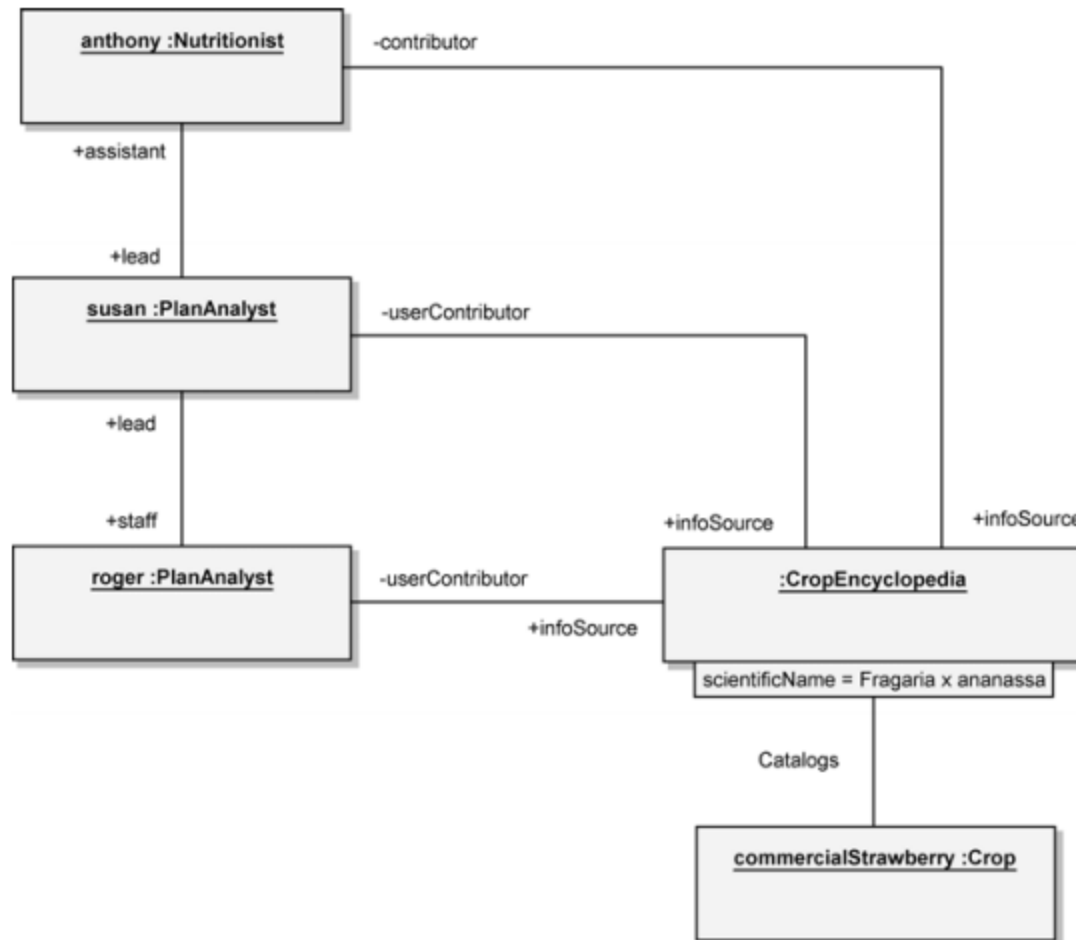 anthony :Nutritionist
-contributor
+assistant
+lead
susan :PlanAnalyst
-userContributor
+lead
+staff
+infoSource
+infoSource
roger :PlanAnalyst
-userContributor
:CropEncyclopedia
+infoSource
scientificName = Fragaria x ananassa
Catalogs
commercialStrawberry :Crop